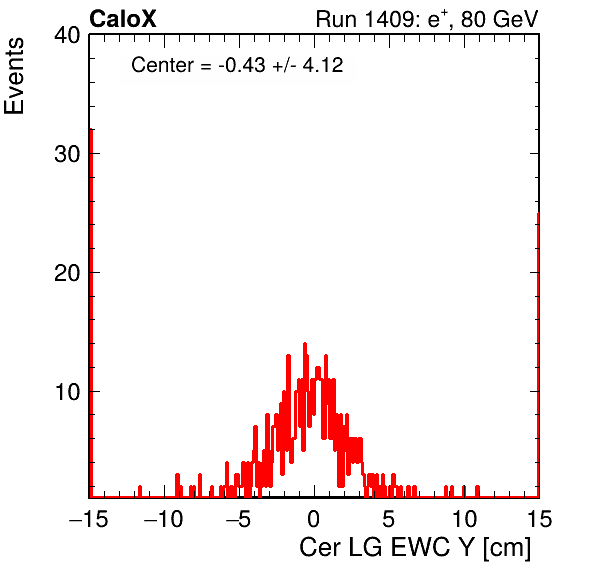 CaloX Run 1409: e⁺, 80 GeV
Center = -0.43 +/- 4.12
Events
40
30
20
10
−15 −10 −5 0 5 10 15
Cer LG EWC Y [cm]